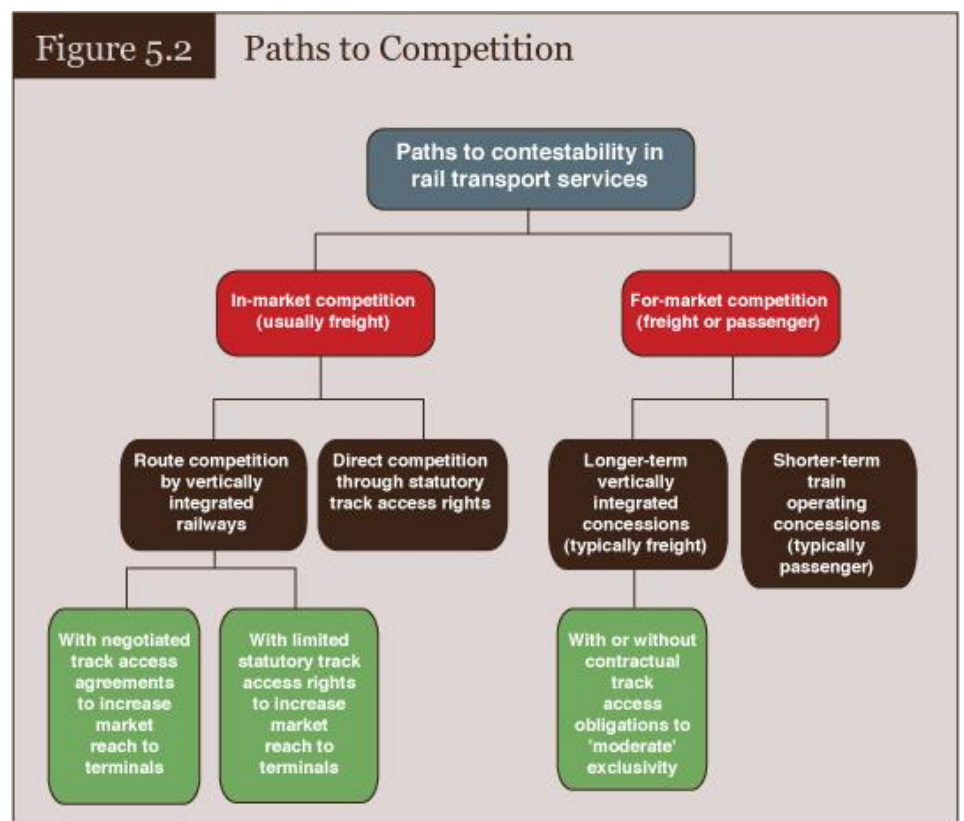 Figure 5.2
Paths to Competition
Paths to contestability in
rail transport services
In-market competition
(usually freight)
For-market competition
(freight or passenger)
Route competition
by vertically
integrated
railways
Direct competition
through statutory
track access rights
Longer-term
vertically
integrated
concessions
(typically freight)
Shorter-term
train
operating
concessions
(typically
passenger)
With negotiated
track access
agreements
to increase
market
reach to
terminals
With limited
statutory track
access rights
to increase
market
reach to
terminals
With or without
contractual
track
access
obligations to
'moderate'
exclusivity